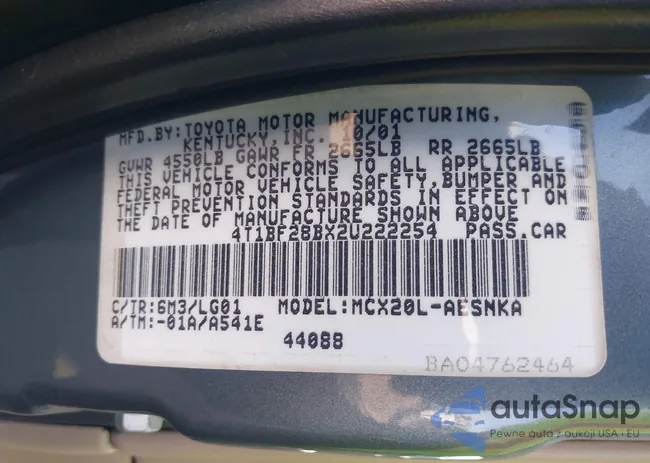 MFD.BY:TOYOTA MOTOR MANUFACTURING,
KENTUCKY,INC. 10/01
GVWR 4550LB GAWR FR 2665LB RR 2665LB
THIS VEHICLE CONFORMS TO ALL APPLICABLE
FEDERAL MOTOR VEHICLE SAFETY,BUMPER AND
THEFT PREVENTION STANDARDS IN EFFECT ON
THE DATE OF MANUFACTURE SHOWN ABOVE
4T1BF28BX2U222254 PASS.CAR
C/TR:6M3/LG01 MODEL:MCX20L-AESNKA
A/TM:-01A/A541E
44088
BA04762464
autaSnap
Pewne auta z aukcji USA i EU